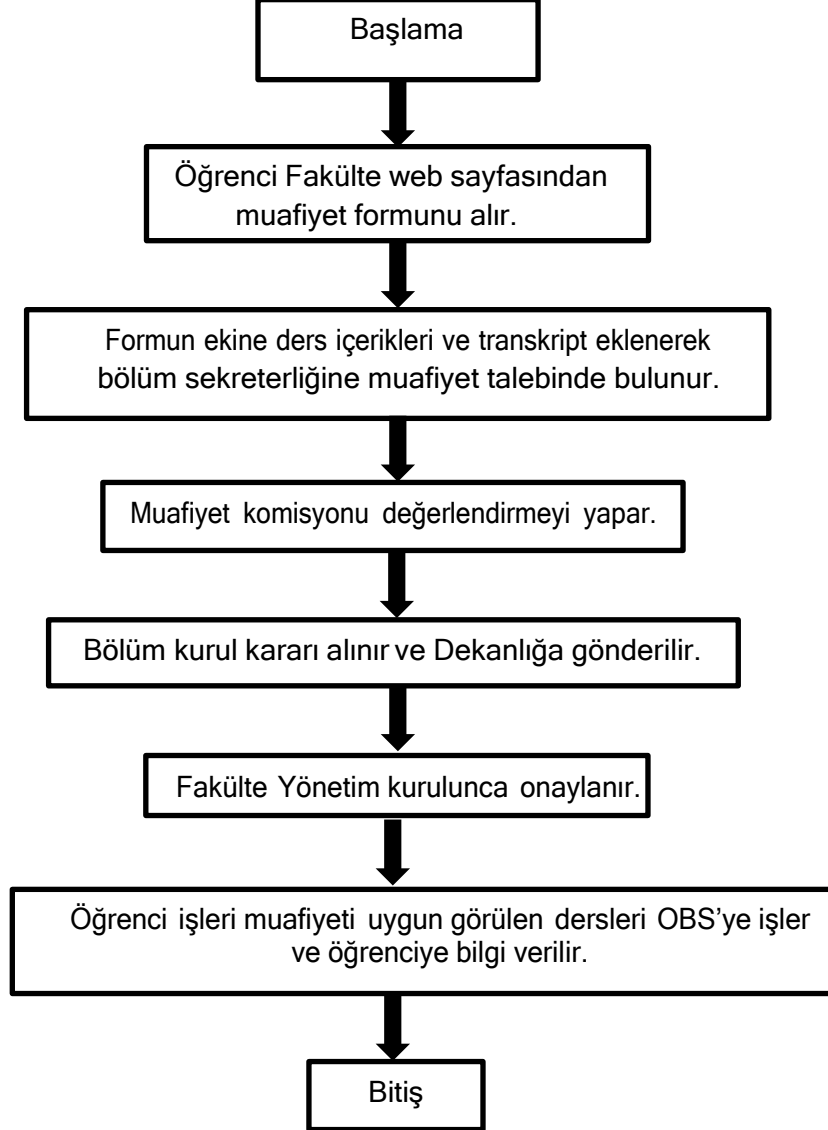 Başlama
Öğrenci Fakülte web sayfasından
muafiyet formunu alır.
Formun ekine ders içerikleri ve transkript eklenerek
bölüm sekreterliğine muafiyet talebinde bulunur.
Muafiyet komisyonu değerlendirmeyi yapar.
Bölüm kurul kararı alınır ve Dekanlığa gönderilir.
Fakülte Yönetim kurulunca onaylanır.
Öğrenci işleri muafiyeti uygun görülen dersleri OBS’ye işler
ve öğrenciye bilgi verilir.
Bitiş